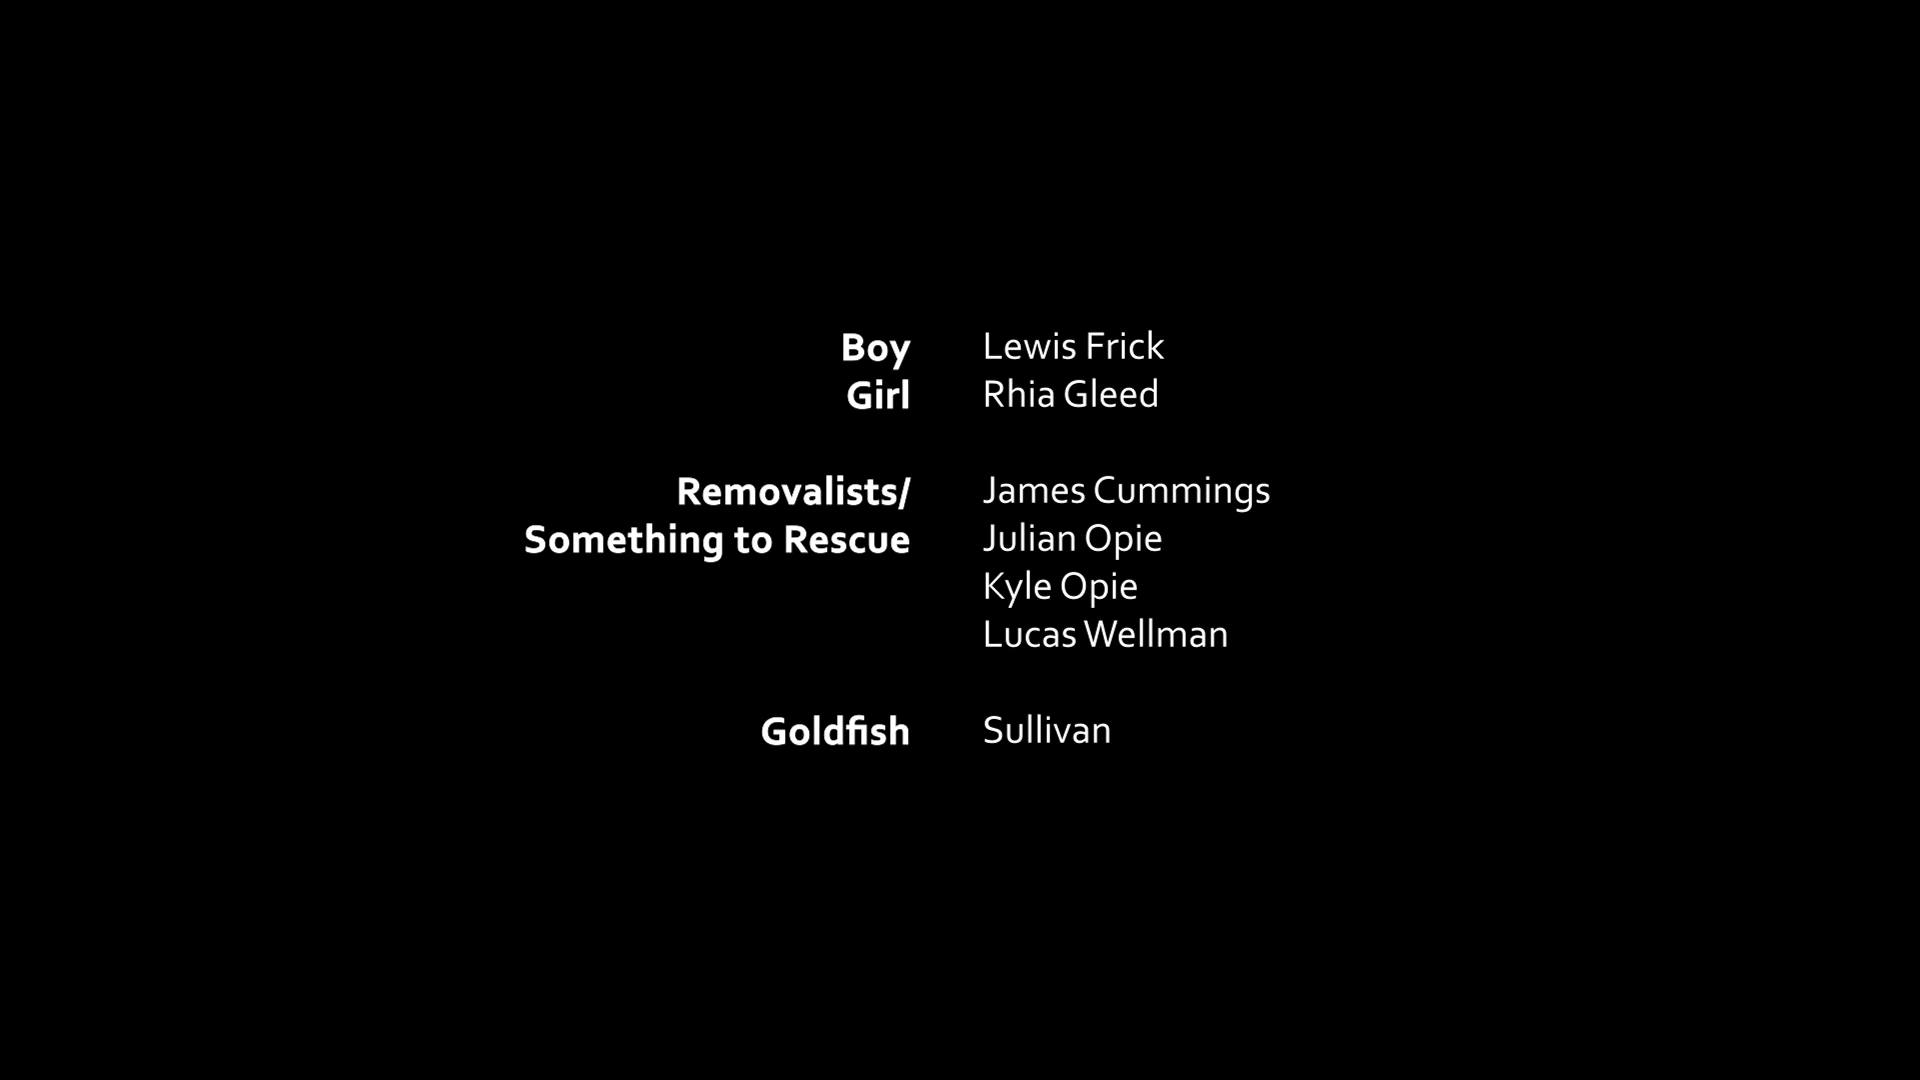 Boy Lewis Frick
Girl Rhia Gleed
Removalists/ James Cummings
Something to Rescue Julian Opie
Kyle Opie
Lucas Wellman
Goldfish Sullivan